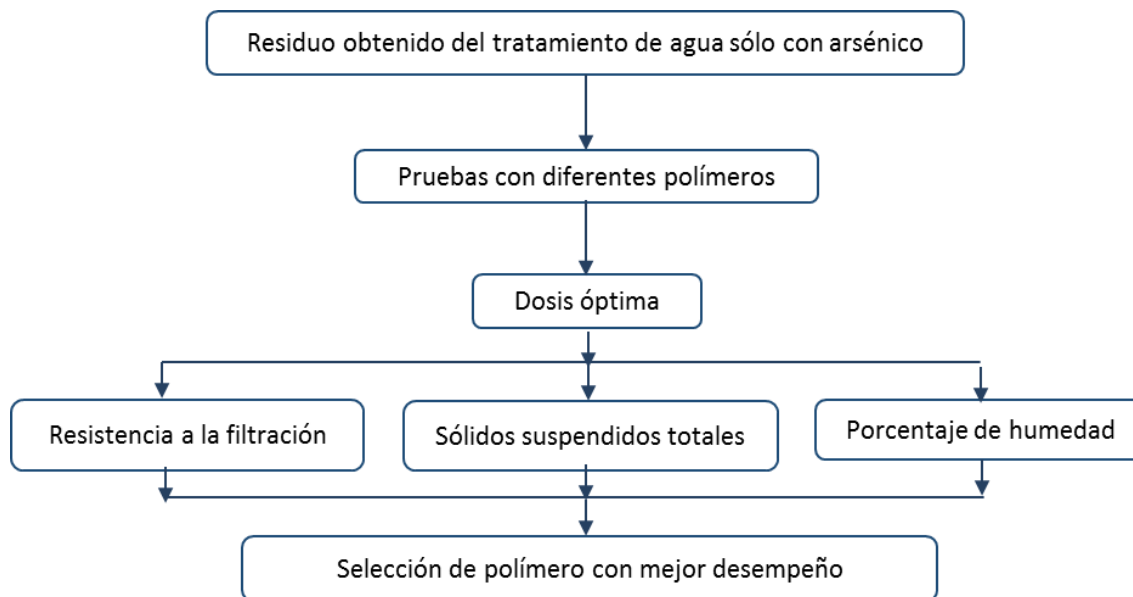 Residuo obtenido del tratamiento de agua sólo con arsénico
Pruebas con diferentes polímeros
Dosis óptima
Resistencia a la filtración
Sólidos suspendidos totales
Porcentaje de humedad
Selección de polímero con mejor desempeño